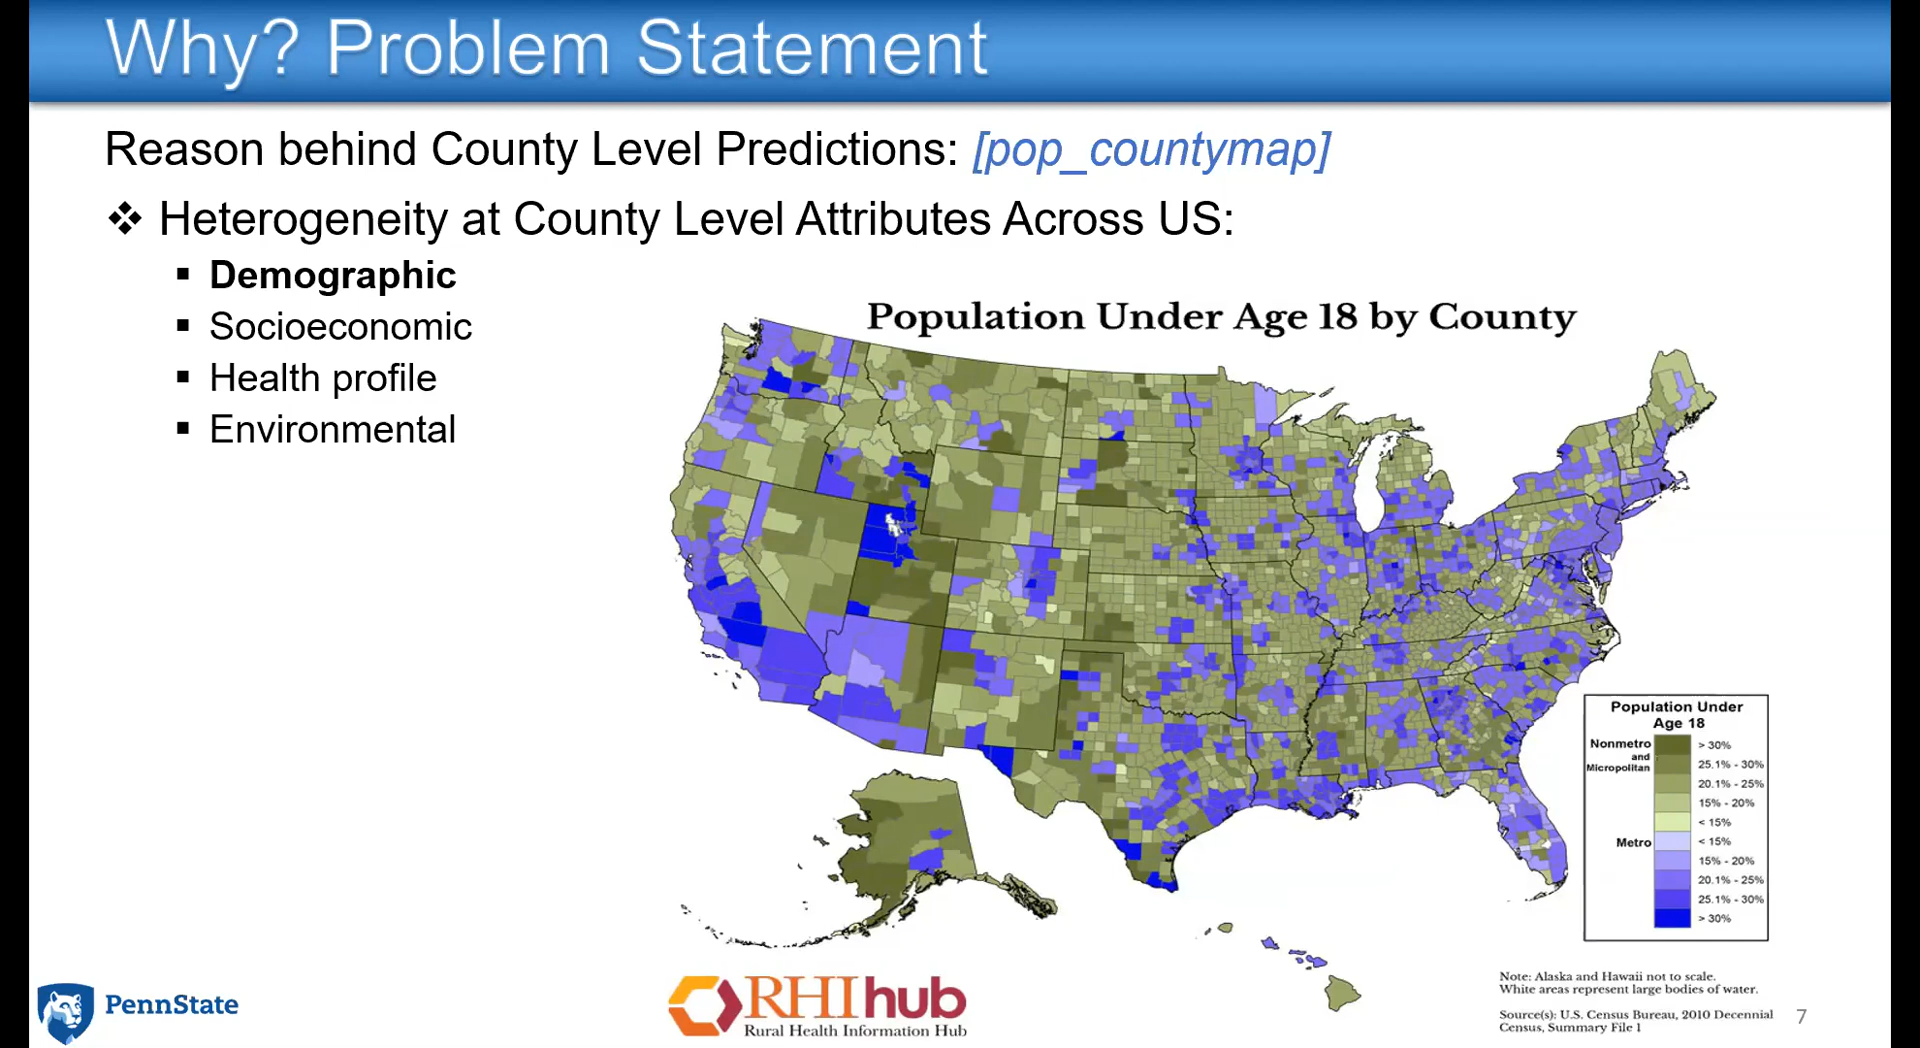 Why? Problem Statement
Reason behind County Level Predictions: [pop_countymap]
❖ Heterogeneity at County Level Attributes Across US:
▪ Demographic
▪ Socioeconomic
▪ Health profile
▪ Environmental
Population Under Age 18 by County
Population Under
Age 18
Nonmetro
and
Micropolitan
> 30%
25.1% - 30%
20.1% - 25%
15% - 20%
< 15%
Metro
< 15%
15% - 20%
20.1% - 25%
25.1% - 30%
> 30%
PennState
RHIhub
Rural Health Information Hub
Note: Alaska and Hawaii not to scale.
White areas represent large bodies of water.
Source(s): U.S. Census Bureau, 2010 Decennial
Census, Summary File 1
7